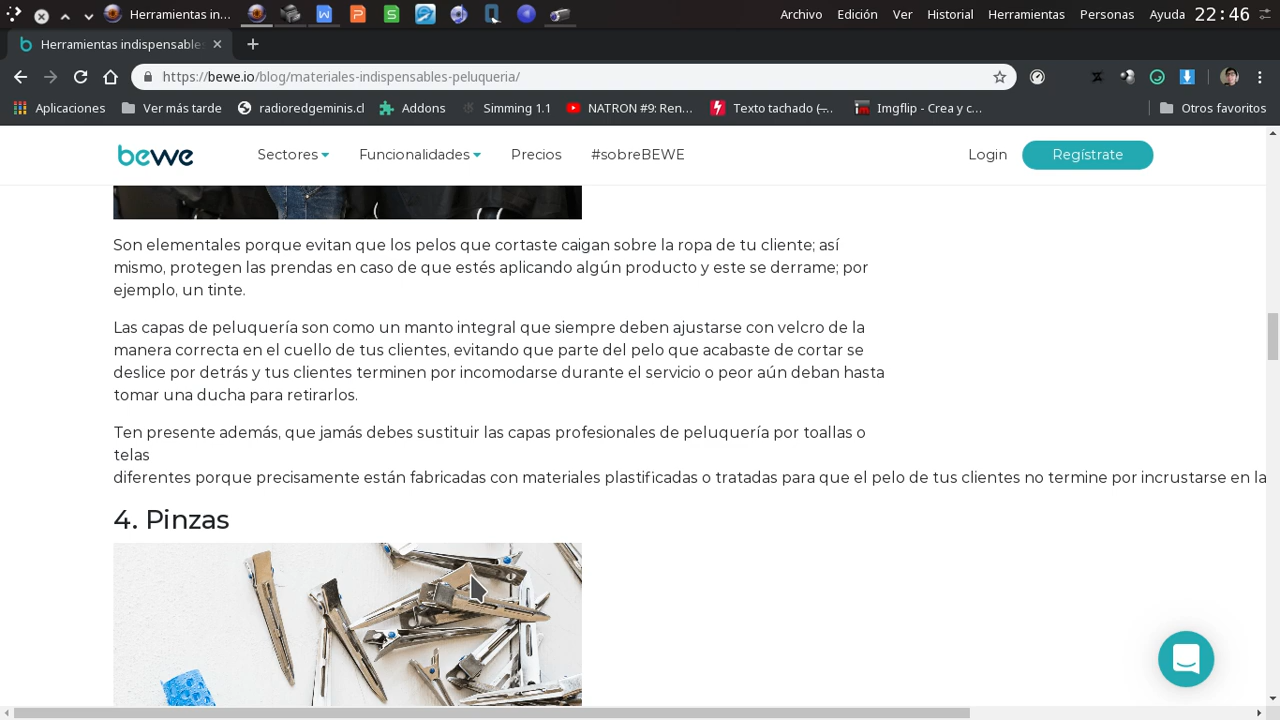 Herramientas in...
Archivo Edición Ver Historial Herramientas Personas Ayuda 22:46
Herramientas indispensables
https://bewe.io/blog/materiales-indispensables-peluqueria/
Aplicaciones Ver más tarde radioredgeminis.cl Addons Simming 1.1 NATRON #9: Ren... Texto tachado (... Imgflip - Crea y c... Otros favoritos
bewe Sectores Funcionalidades Precios #sobreBEWE Login Regístrate
Son elementales porque evitan que los pelos que cortaste caigan sobre la ropa de tu cliente; así
mismo, protegen las prendas en caso de que estés aplicando algún producto y este se derrame; por
ejemplo, un tinte.
Las capas de peluquería son como un manto integral que siempre deben ajustarse con velcro de la
manera correcta en el cuello de tus clientes, evitando que parte del pelo que acabaste de cortar se
deslice por detrás y tus clientes terminen por incomodarse durante el servicio o peor aún deban hasta
tomar una ducha para retirarlos.
Ten presente además, que jamás debes sustituir las capas profesionales de peluquería por toallas o
telas
diferentes porque precisamente están fabricadas con materiales plastificadas o tratadas para que el pelo de tus clientes no termine por incrustarse en la
4. Pinzas